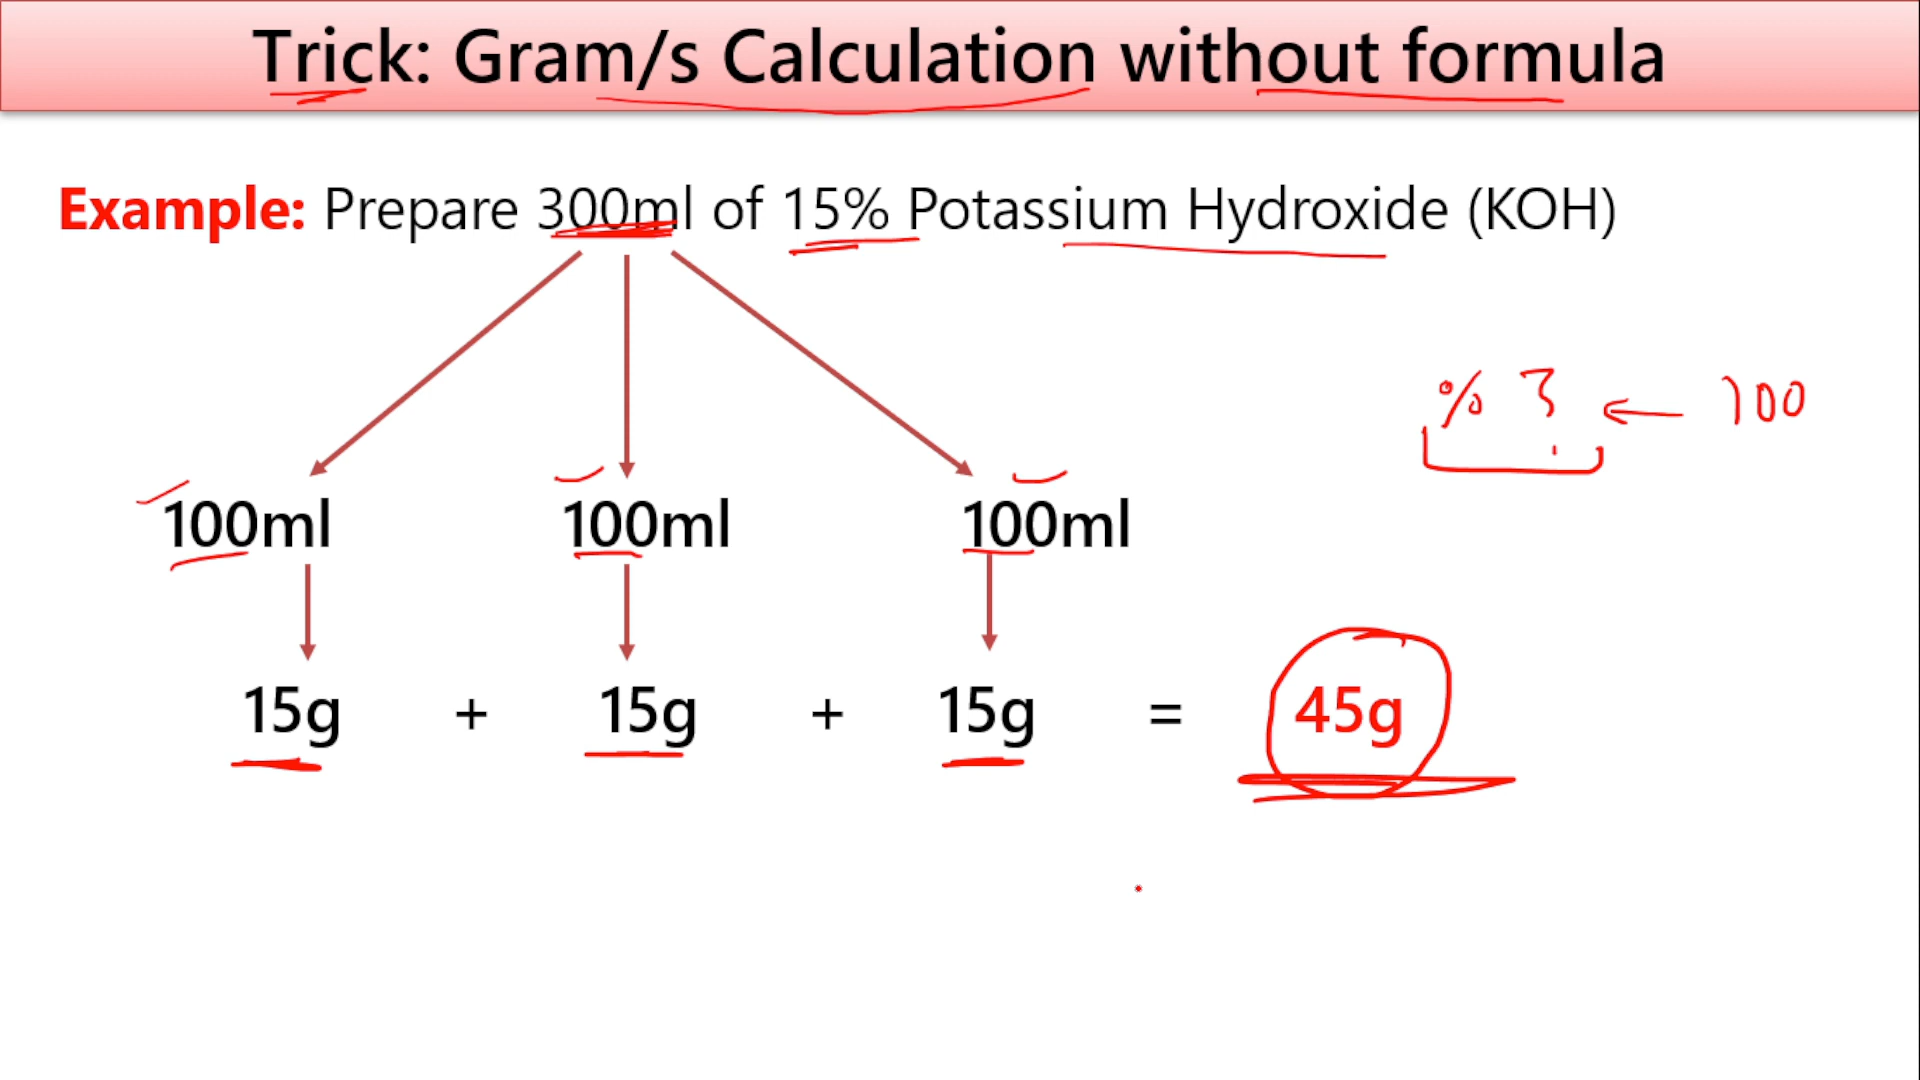 Trick: Gram/s Calculation without formula
Example: Prepare 300ml of 15% Potassium Hydroxide (KOH)
% ? ← 100
100ml 100ml 100ml
15g + 15g + 15g = 45g